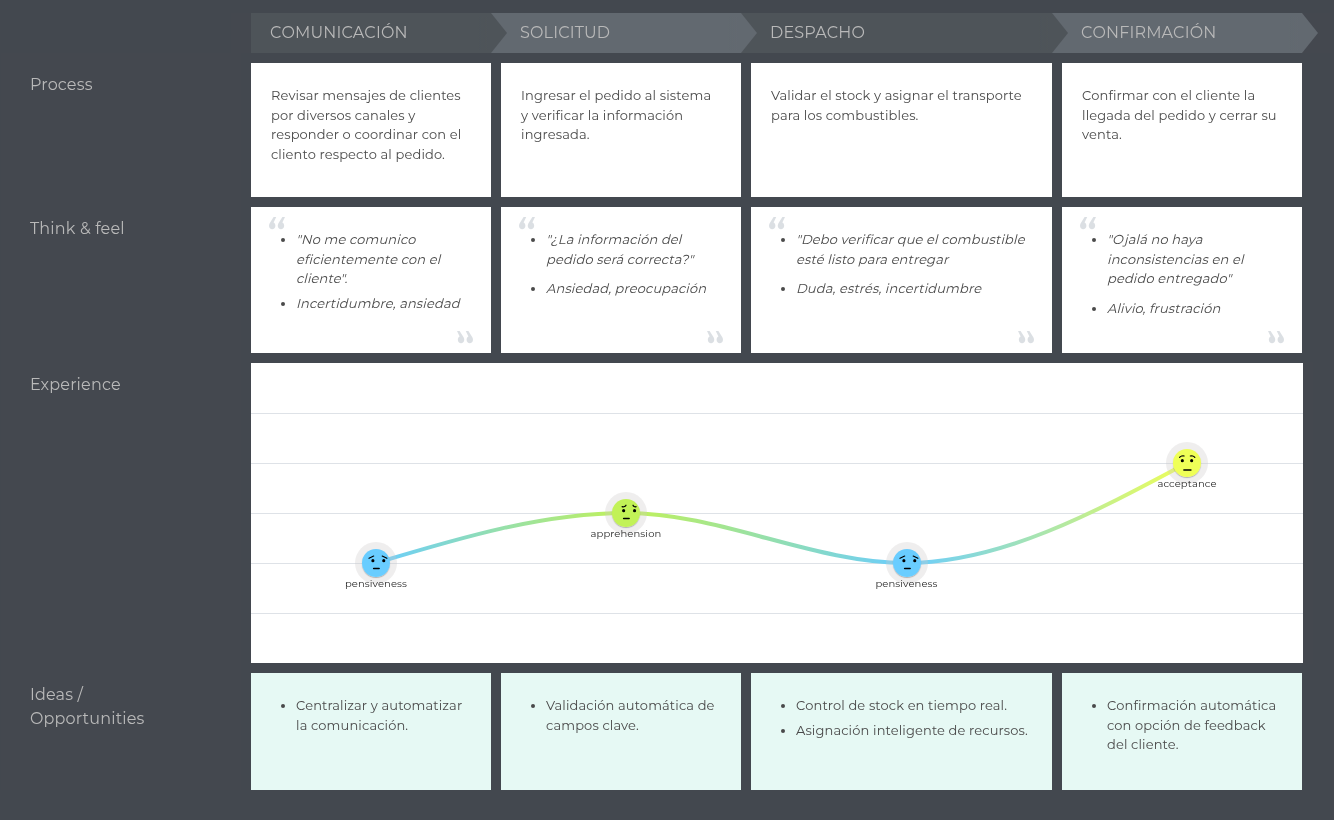 COMUNICACIÓN
SOLICITUD
DESPACHO
CONFIRMACIÓN
Process
Revisar mensajes de clientes
por diversos canales y
responder o coordinar con el
cliento respecto al pedido.
Ingresar el pedido al sistema
y verificar la información
ingresada.
Validar el stock y asignar el transporte
para los combustibles.
Confirmar con el cliente la
llegada del pedido y cerrar su
venta.
Think & feel
“
• "No me comunico
eficientemente con el
cliente".
• Incertidumbre, ansiedad
”
“
• "¿La información del
pedido será correcta?"
• Ansiedad, preocupación
”
“
• "Debo verificar que el combustible
esté listo para entregar
• Duda, estrés, incertidumbre
”
“
• "Ojalá no haya
inconsistencias en el
pedido entregado"
• Alivio, frustración
”
Experience
pensiveness
apprehension
pensiveness
acceptance
Ideas /
Opportunities
• Centralizar y automatizar
la comunicación.
• Validación automática de
campos clave.
• Control de stock en tiempo real.
• Asignación inteligente de recursos.
• Confirmación automática
con opción de feedback
del cliente.